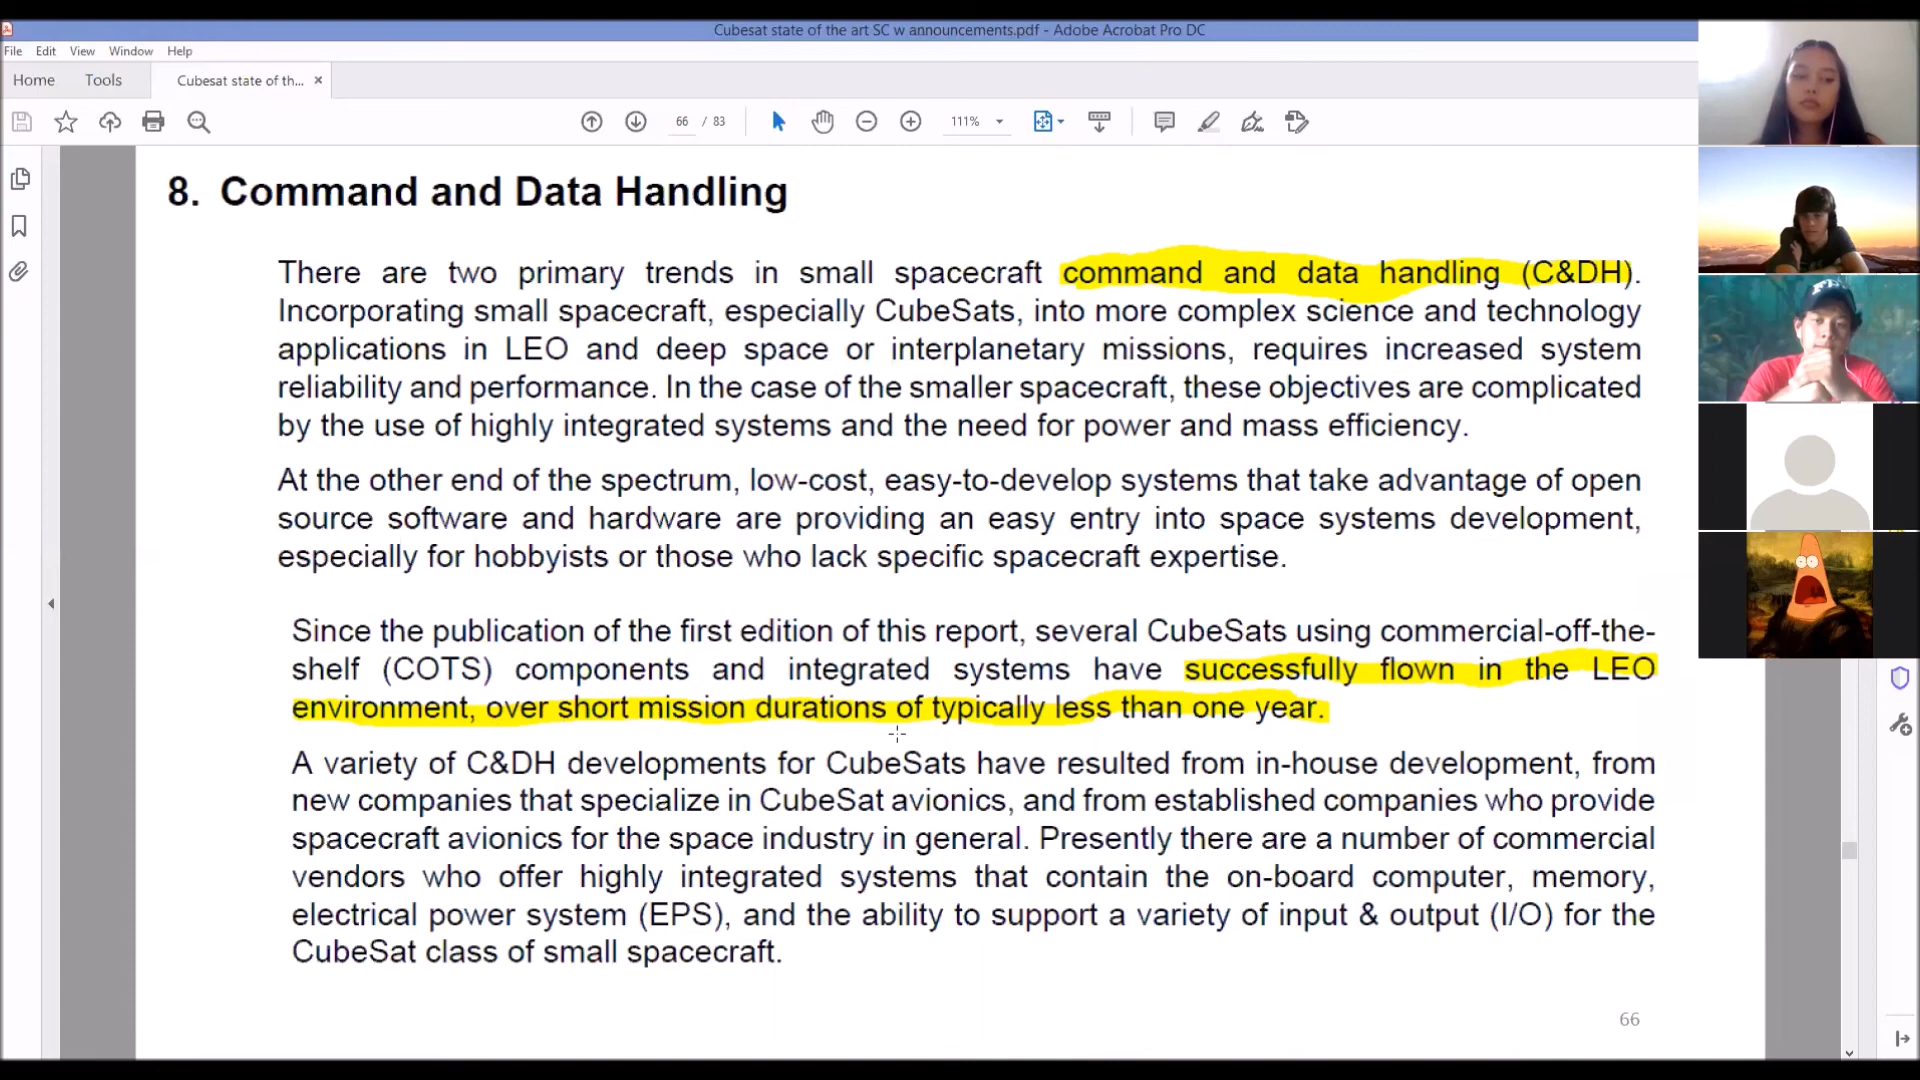 Cubesat state of the art SC w announcements.pdf - Adobe Acrobat Pro DC
File Edit View Window Help
Home Tools Cubesat state of th... ×
66 / 83 111%
8. Command and Data Handling
There are two primary trends in small spacecraft command and data handling (C&DH).
Incorporating small spacecraft, especially CubeSats, into more complex science and technology
applications in LEO and deep space or interplanetary missions, requires increased system
reliability and performance. In the case of the smaller spacecraft, these objectives are complicated
by the use of highly integrated systems and the need for power and mass efficiency.
At the other end of the spectrum, low-cost, easy-to-develop systems that take advantage of open
source software and hardware are providing an easy entry into space systems development,
especially for hobbyists or those who lack specific spacecraft expertise.
Since the publication of the first edition of this report, several CubeSats using commercial-off-the-
shelf (COTS) components and integrated systems have successfully flown in the LEO
environment, over short mission durations of typically less than one year.
A variety of C&DH developments for CubeSats have resulted from in-house development, from
new companies that specialize in CubeSat avionics, and from established companies who provide
spacecraft avionics for the space industry in general. Presently there are a number of commercial
vendors who offer highly integrated systems that contain the on-board computer, memory,
electrical power system (EPS), and the ability to support a variety of input & output (I/O) for the
CubeSat class of small spacecraft.
66